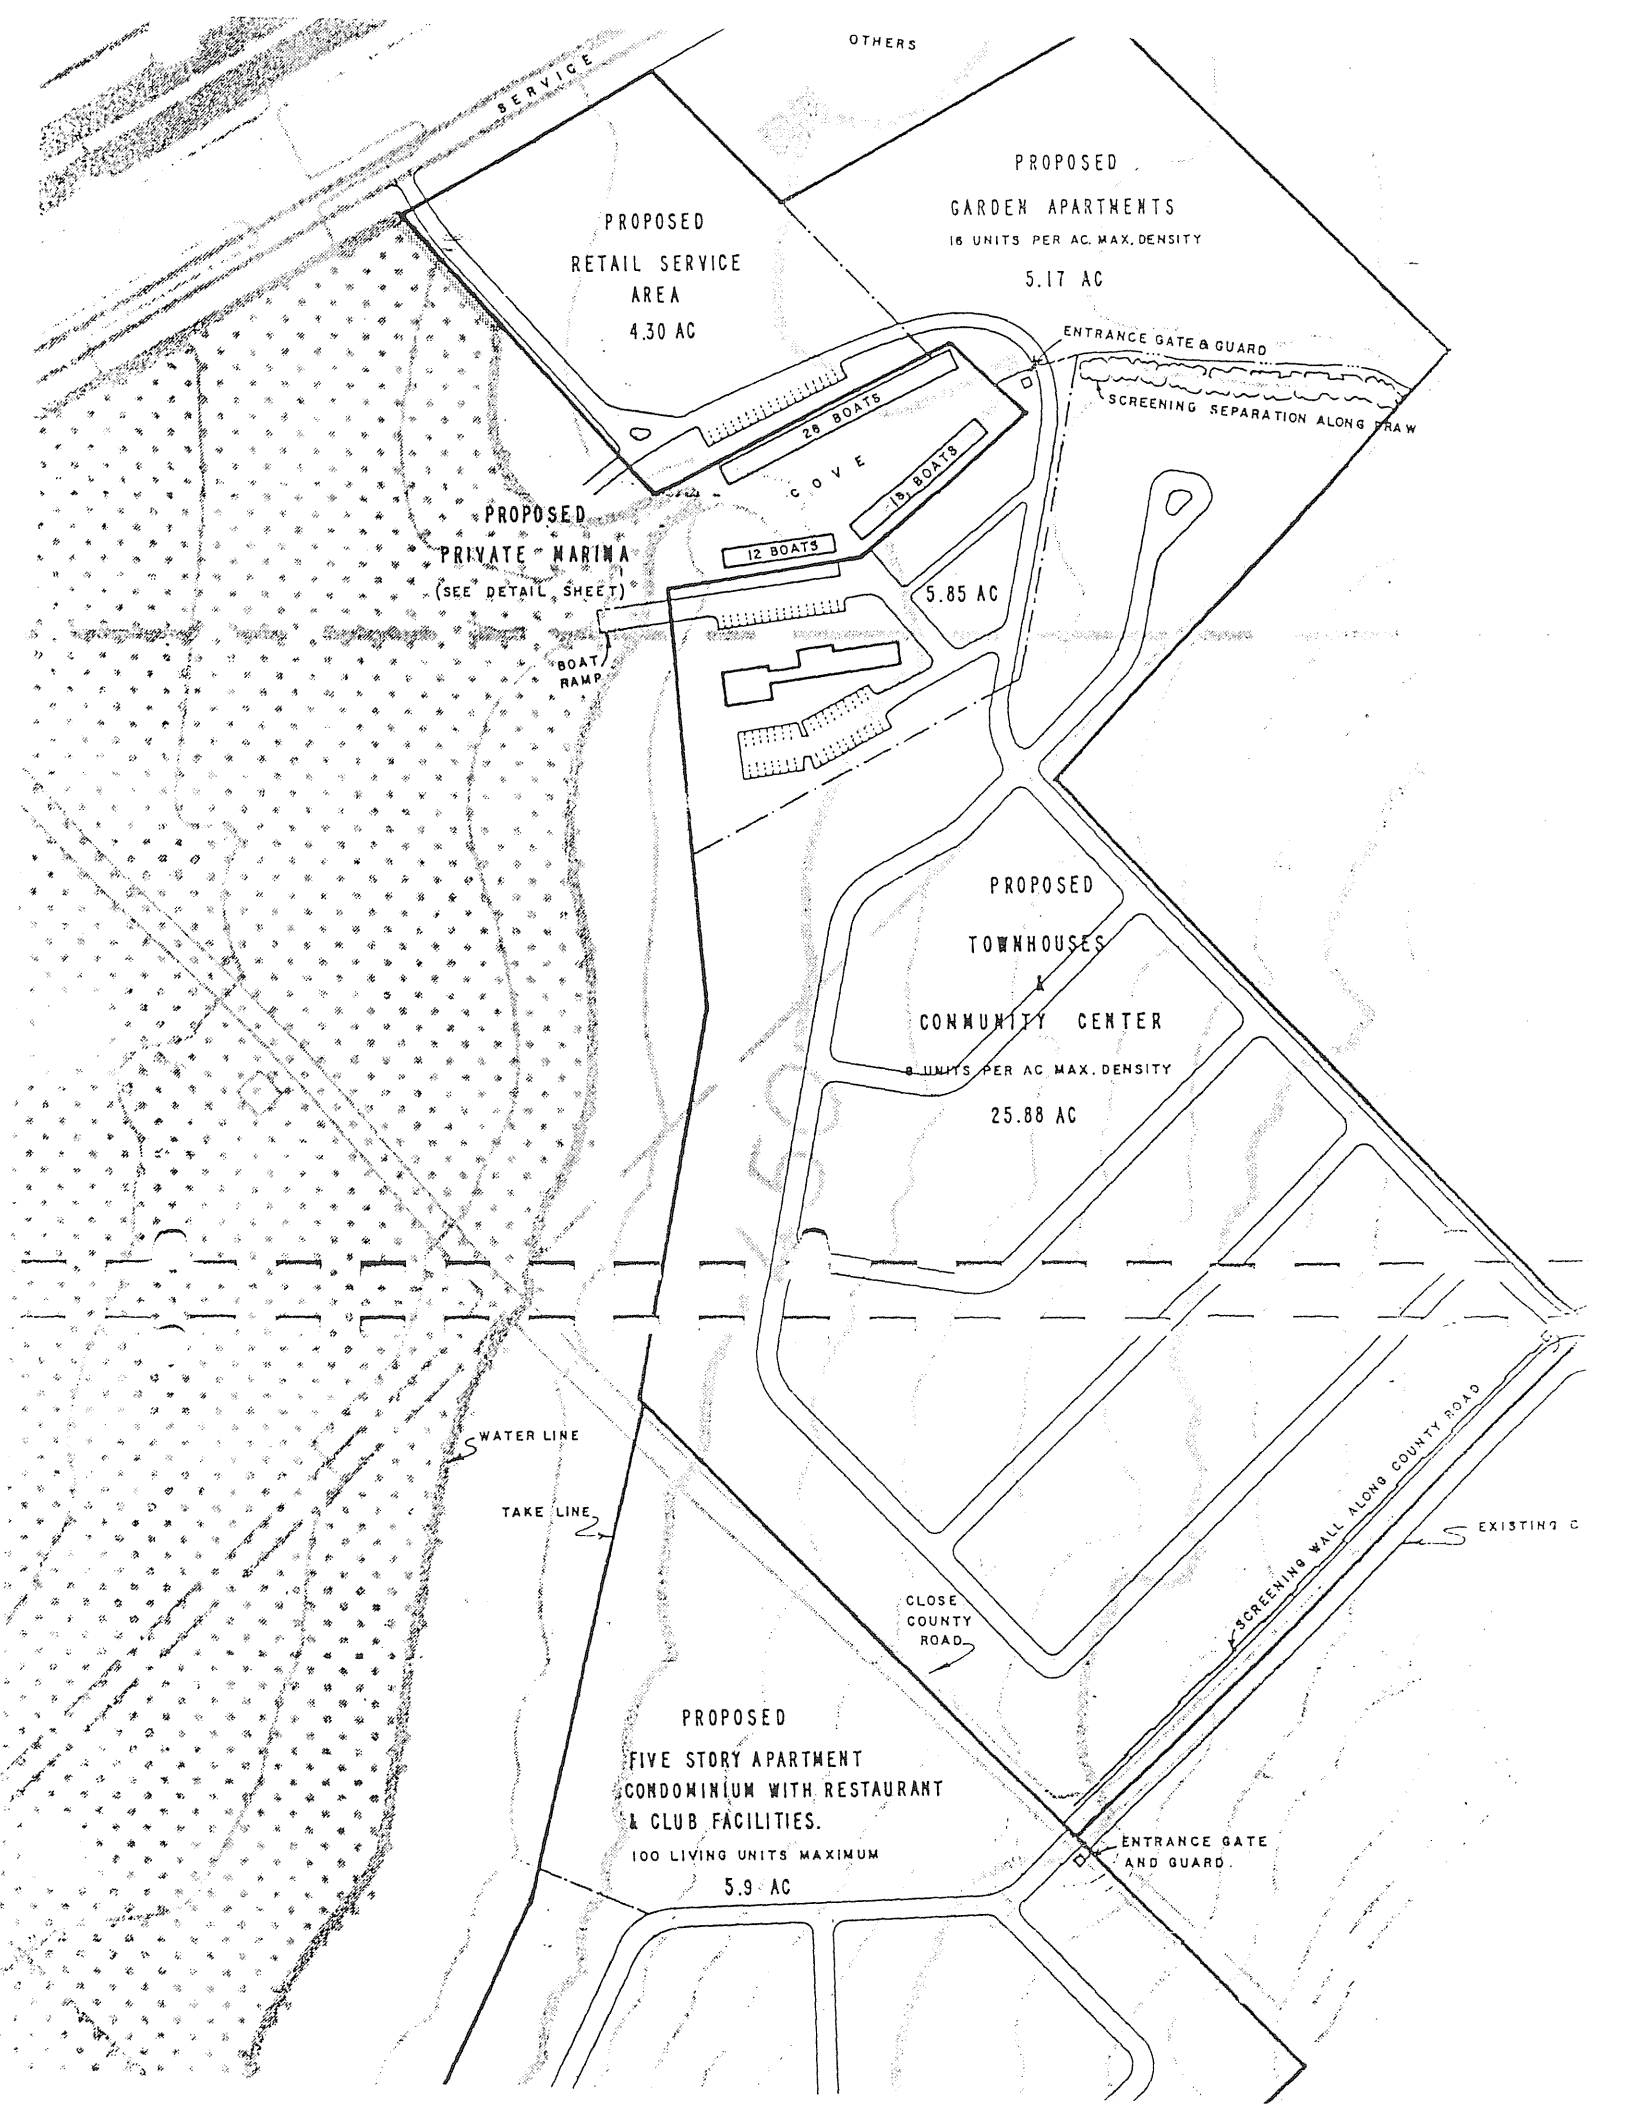 OTHERS
SERVICE
PROPOSED
GARDEN APARTMENTS
16 UNITS PER AC. MAX. DENSITY
5.17 AC
PROPOSED
RETAIL SERVICE
AREA
4.30 AC
ENTRANCE GATE & GUARD
SCREENING SEPARATION ALONG DRAW
28 BOATS
COVE
18 BOATS
12 BOATS
PROPOSED
PRIVATE MARINA
(SEE DETAIL SHEET)
5.85 AC
BOAT
RAMP
PROPOSED
TOWNHOUSES
&
COMMUNITY CENTER
8 UNITS PER AC MAX. DENSITY
25.88 AC
WATER LINE
TAKE LINE
SCREENING WALL ALONG COUNTY ROAD
EXISTING C
CLOSE
COUNTY
ROAD
PROPOSED
FIVE STORY APARTMENT
CONDOMINIUM WITH RESTAURANT
& CLUB FACILITIES.
100 LIVING UNITS MAXIMUM
5.9 AC
ENTRANCE GATE
AND GUARD.